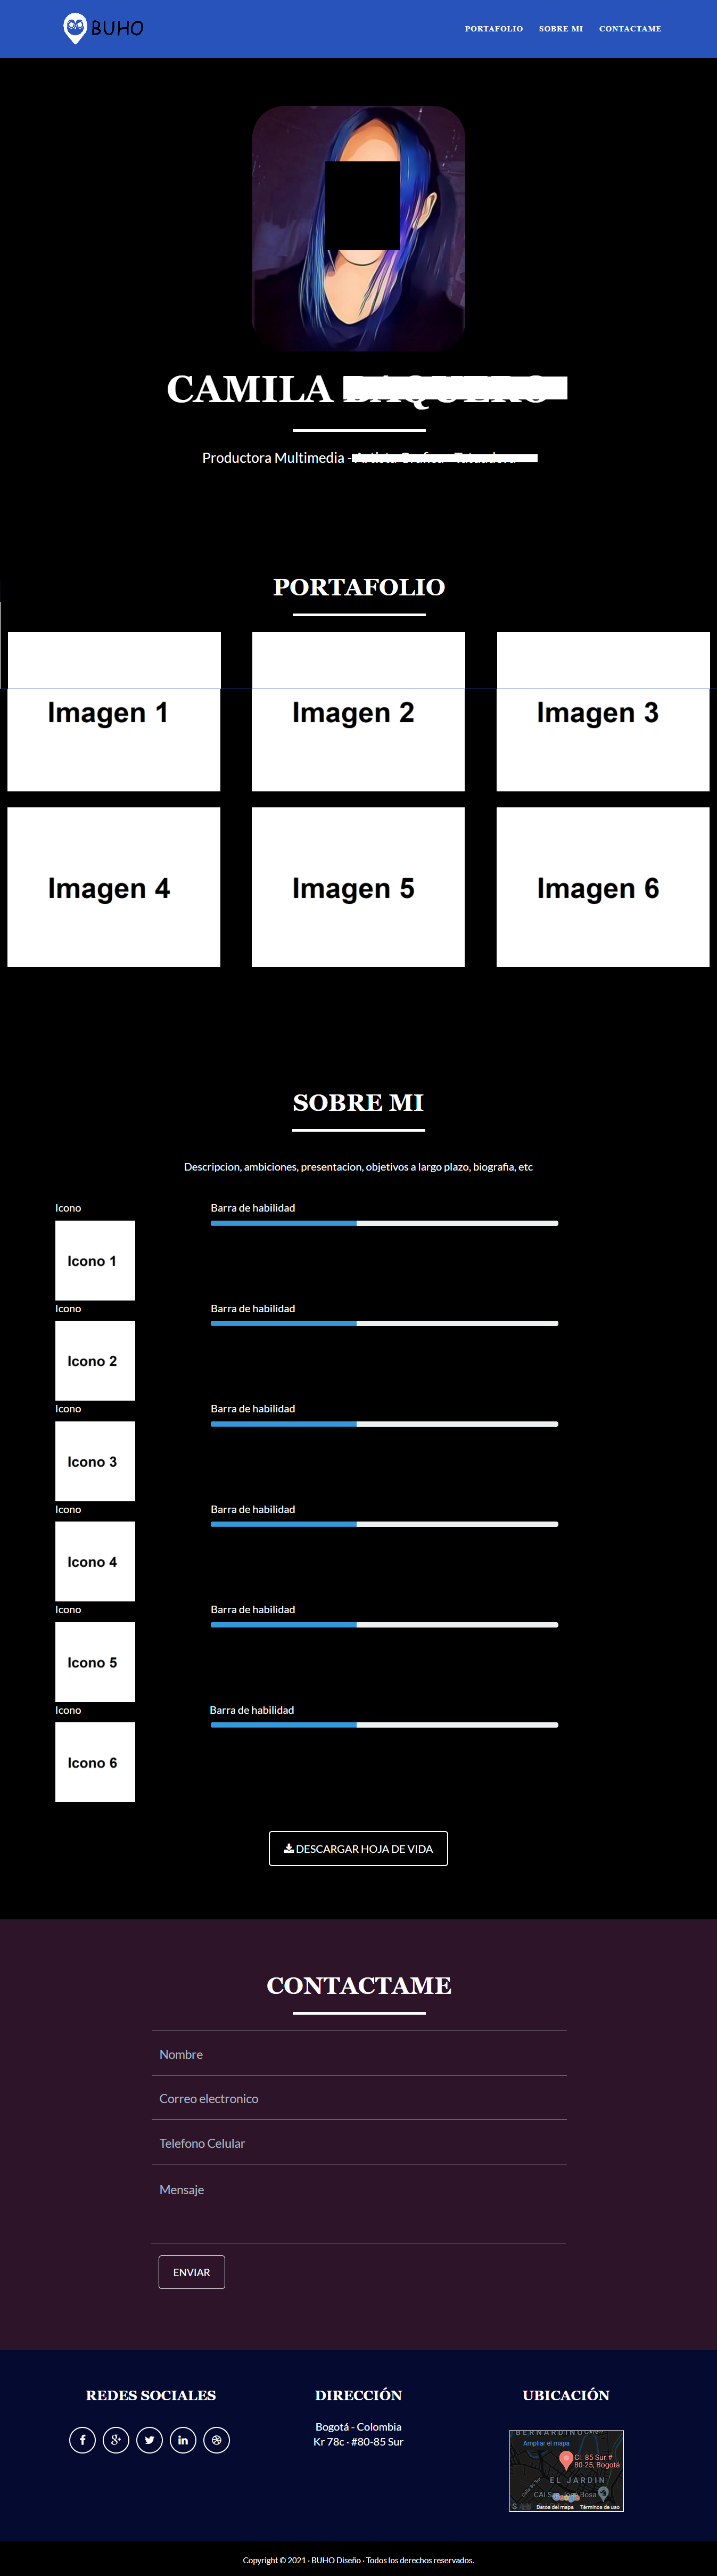 BUHO
PORTAFOLIO SOBRE MI CONTACTAME
CAMILA
Productora Multimedia -
PORTAFOLIO
Imagen 1 Imagen 2 Imagen 3
Imagen 4 Imagen 5 Imagen 6
SOBRE MI
Descripcion, ambiciones, presentacion, objetivos a largo plazo, biografia, etc
Icono Barra de habilidad
Icono 1
Icono Barra de habilidad
Icono 2
Icono Barra de habilidad
Icono 3
Icono Barra de habilidad
Icono 4
Icono Barra de habilidad
Icono 5
Icono Barra de habilidad
Icono 6
DESCARGAR HOJA DE VIDA
CONTACTAME
Nombre
Correo electronico
Telefono Celular
Mensaje
ENVIAR
REDES SOCIALES
DIRECCIÓN
Bogotá - Colombia
Kr 78c · #80-85 Sur
UBICACIÓN
Ampliar el mapa
Cl. 85 Sur #
80-25, Bogotá
EL JARDIN
CAI
Bosa
Datos del mapa Términos de uso
Copyright © 2021 · BUHO Diseño · Todos los derechos reservados.